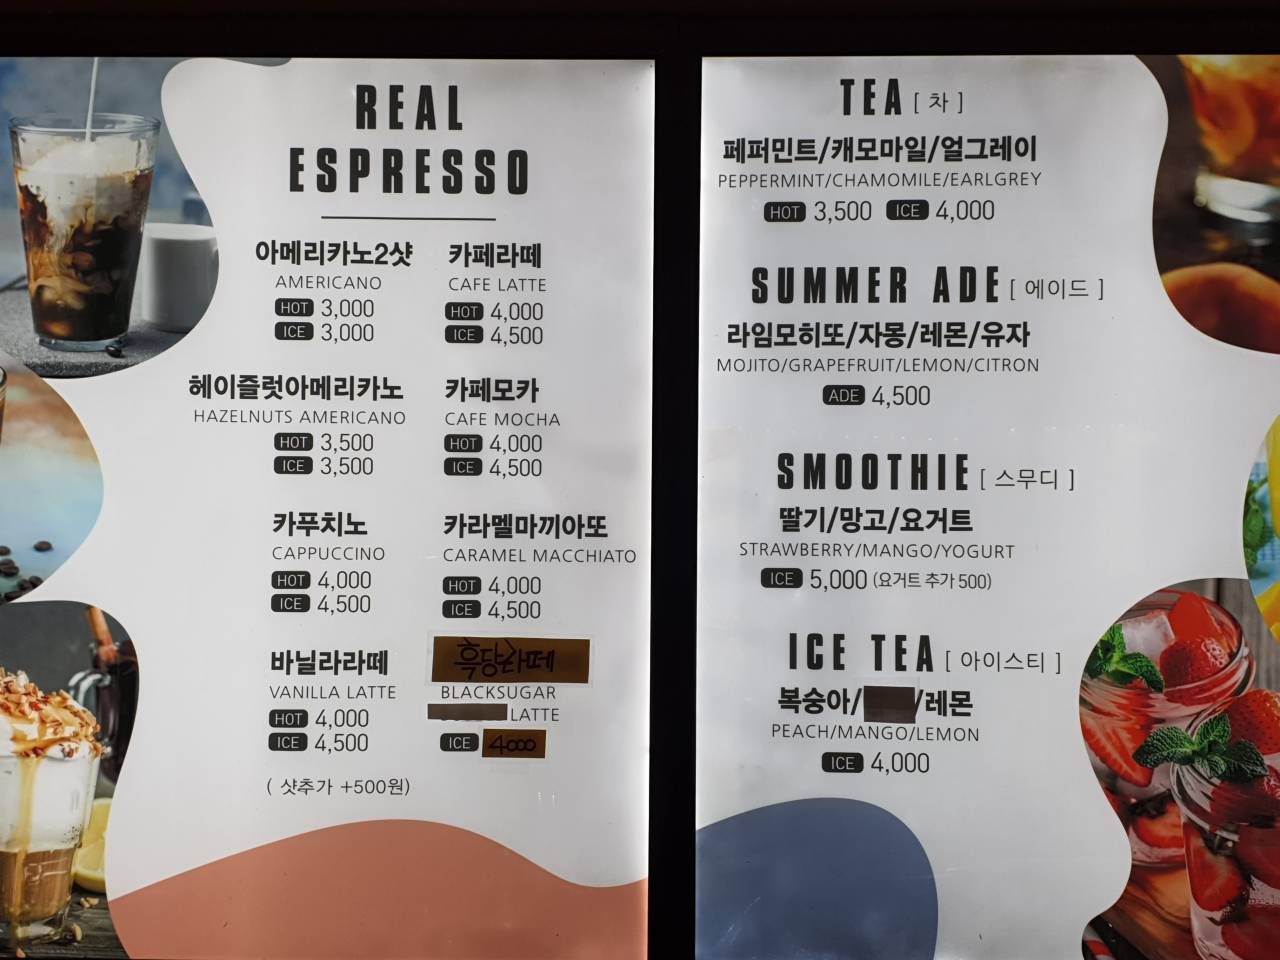 REAL
ESPRESSO
아메리카노2샷
AMERICANO
HOT 3,000
ICE 3,000
카페라떼
CAFE LATTE
HOT 4,000
ICE 4,500
헤이즐럿아메리카노
HAZELNUTS AMERICANO
HOT 3,500
ICE 3,500
카페모카
CAFE MOCHA
HOT 4,000
ICE 4,500
카푸치노
CAPPUCCINO
HOT 4,000
ICE 4,500
카라멜마끼아또
CARAMEL MACCHIATO
HOT 4,000
ICE 4,500
바닐라라떼
VANILLA LATTE
HOT 4,000
ICE 4,500
흑당라떼
BLACKSUGAR
LATTE
ICE 4000
( 샷추가 +500원)
TEA [ 차 ]
페퍼민트/캐모마일/얼그레이
PEPPERMINT/CHAMOMILE/EARLGREY
HOT 3,500 ICE 4,000
SUMMER ADE [ 에이드 ]
라임모히또/자몽/레몬/유자
MOJITO/GRAPEFRUIT/LEMON/CITRON
ADE 4,500
SMOOTHIE [ 스무디 ]
딸기/망고/요거트
STRAWBERRY/MANGO/YOGURT
ICE 5,000 (요거트 추가 500)
ICE TEA [ 아이스티 ]
복숭아/ /레몬
PEACH/MANGO/LEMON
ICE 4,000